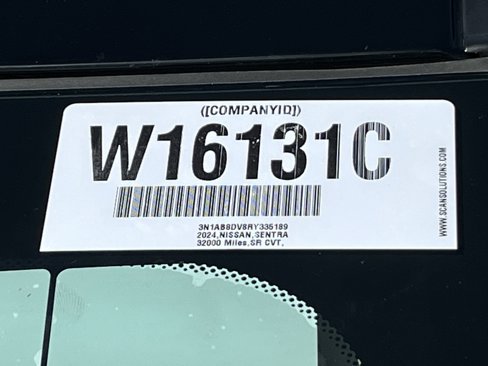 ([COMPANYID])
W16131C
3N1AB8DV8RY335189
2024,NISSAN,SENTRA
32000 Miles,SR CVT,
WWW.SCANSOLUTIONS.COM